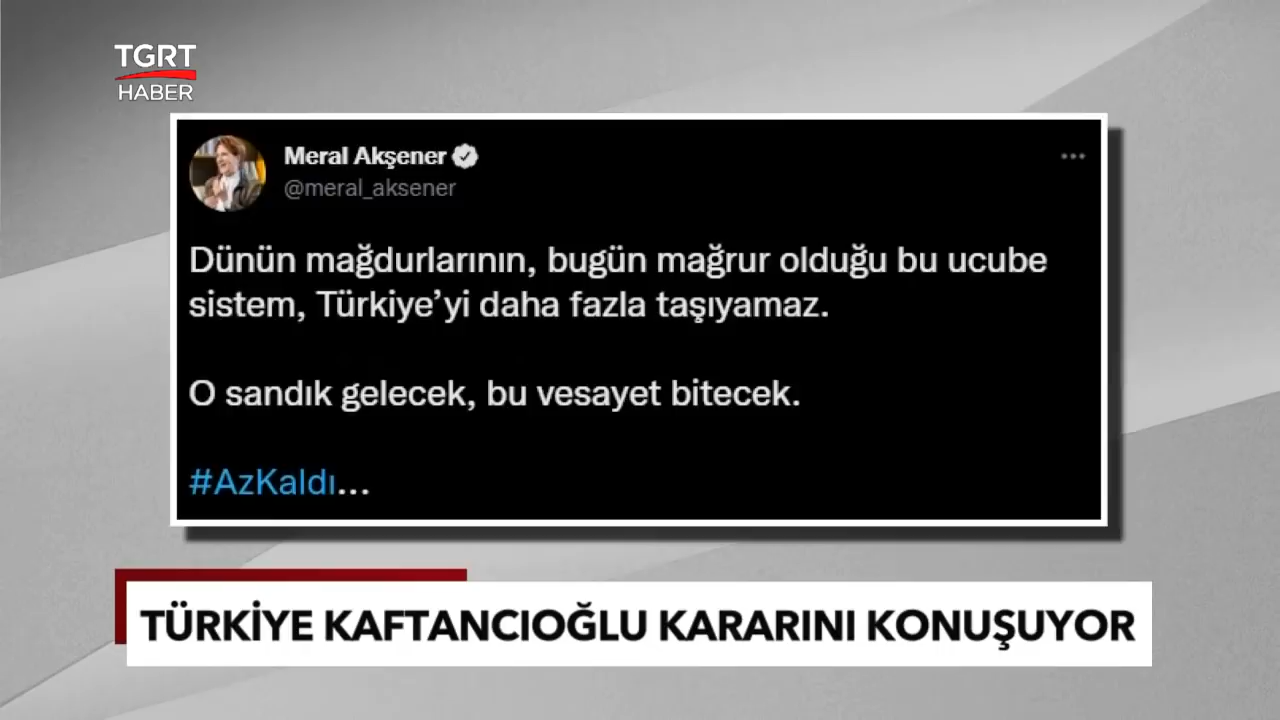 TGRT
HABER
Meral Akşener
@meral_aksener
Dünün mağdurlarının, bugün mağrur olduğu bu ucube
sistem, Türkiye’yi daha fazla taşıyamaz.
O sandık gelecek, bu vesayet bitecek.
#AzKaldı...
TÜRKİYE KAFTANCIOĞLU KARARINI KONUŞUYOR